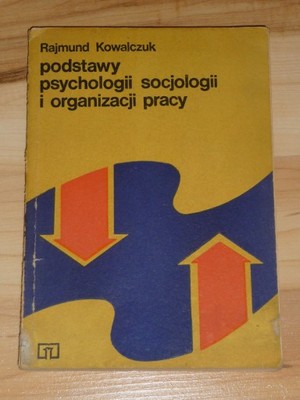 Rajmund Kowalczuk
podstawy
psychologii socjologii
i organizacji pracy